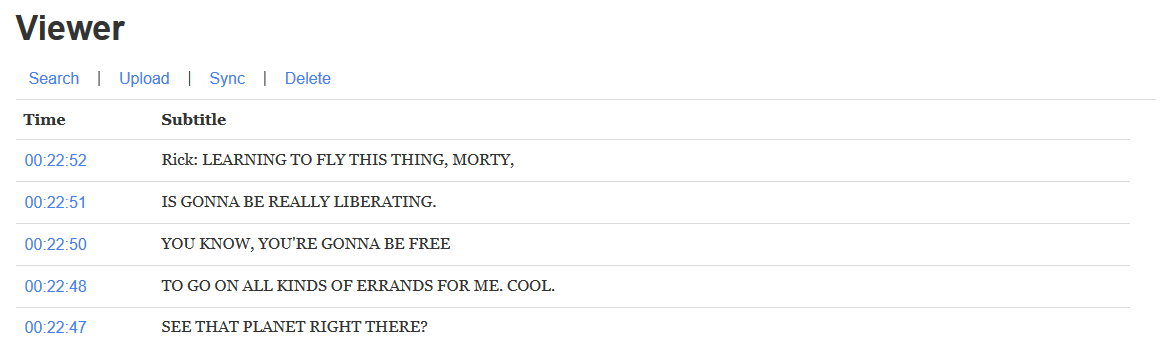 Viewer
Search | Upload | Sync | Delete
Time Subtitle
00:22:52 Rick: LEARNING TO FLY THIS THING, MORTY,
00:22:51 IS GONNA BE REALLY LIBERATING.
00:22:50 YOU KNOW, YOU'RE GONNA BE FREE
00:22:48 TO GO ON ALL KINDS OF ERRANDS FOR ME. COOL.
00:22:47 SEE THAT PLANET RIGHT THERE?